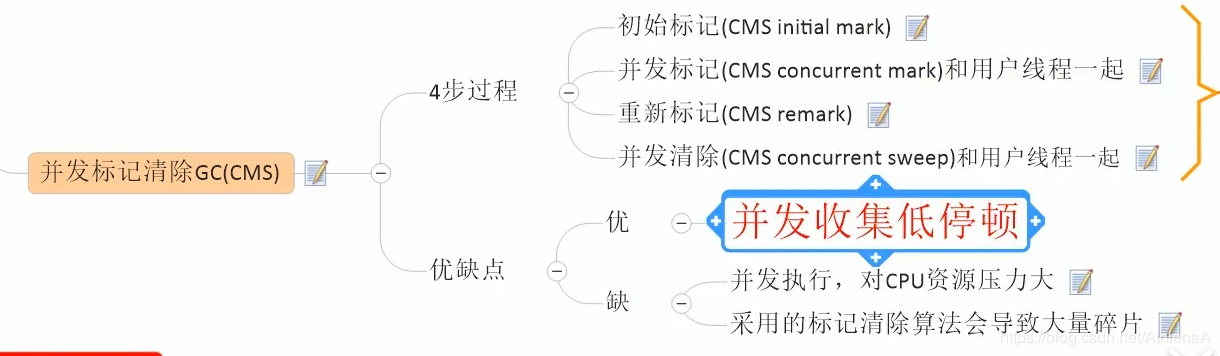 初始标记(CMS initial mark)
并发标记(CMS concurrent mark)和用户线程一起
4步过程
重新标记(CMS remark)
并发清除(CMS concurrent sweep)和用户线程一起
并发标记清除GC(CMS)
优
并发收集低停顿
优缺点
并发执行，对CPU资源压力大
缺
采用的标记清除算法会导致大量碎片
https://blog.csdn.net/AthlenaA